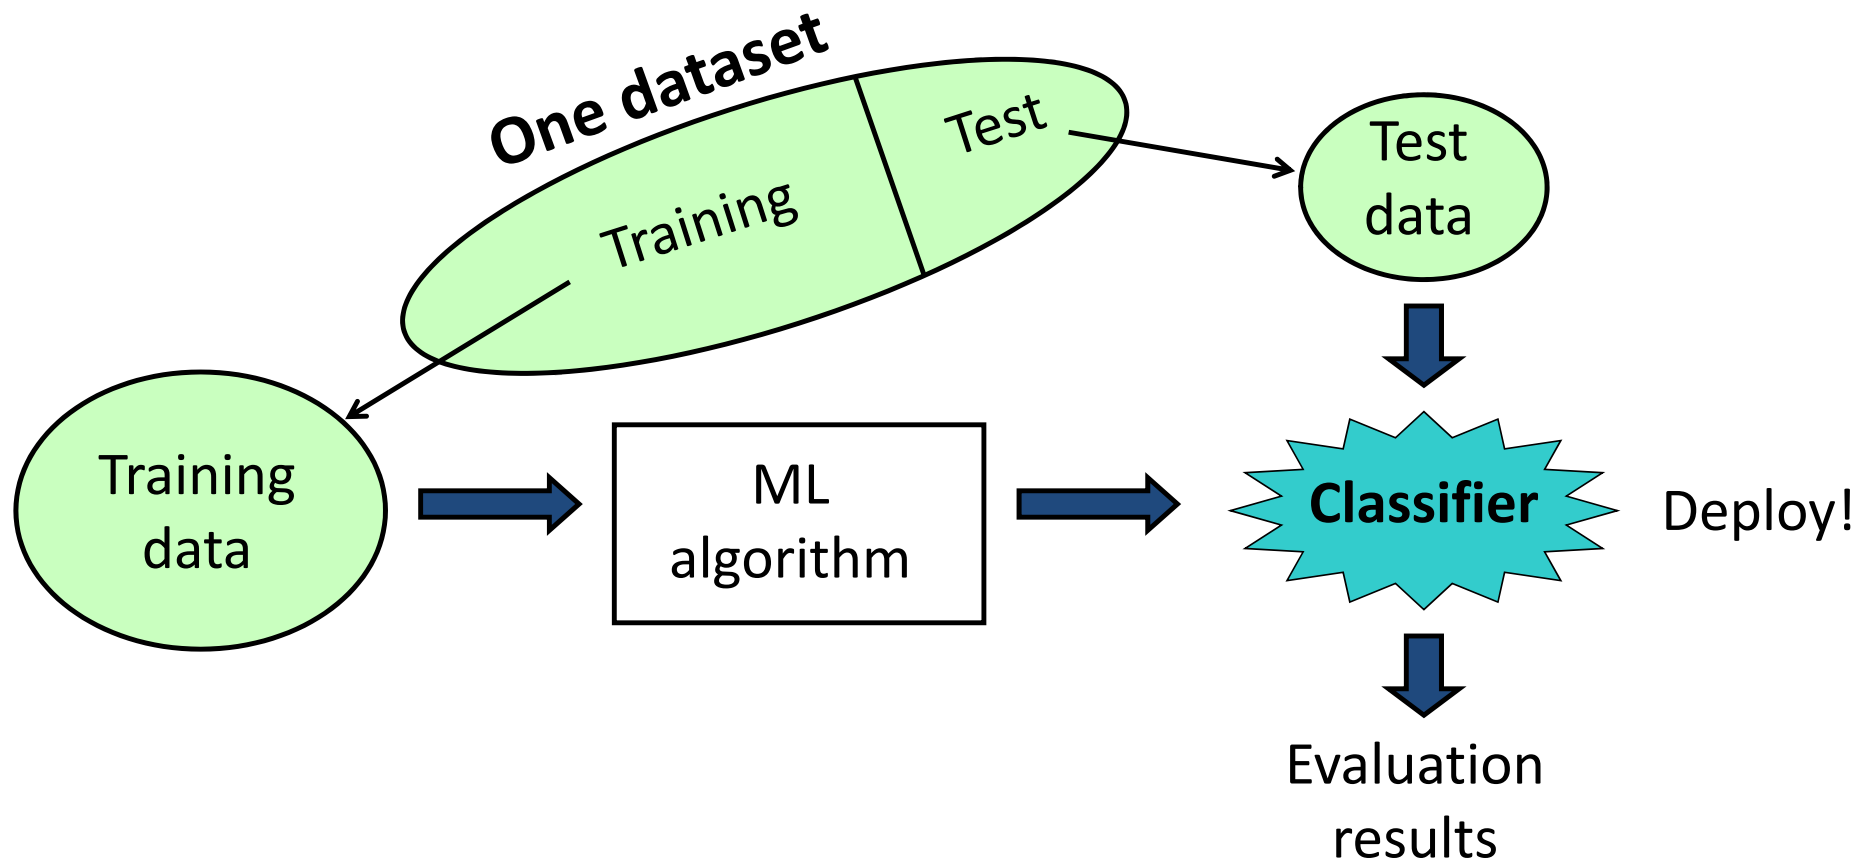 One dataset
Training
Test
Test
data
Training
data
ML
algorithm
Classifier
Deploy!
Evaluation
results